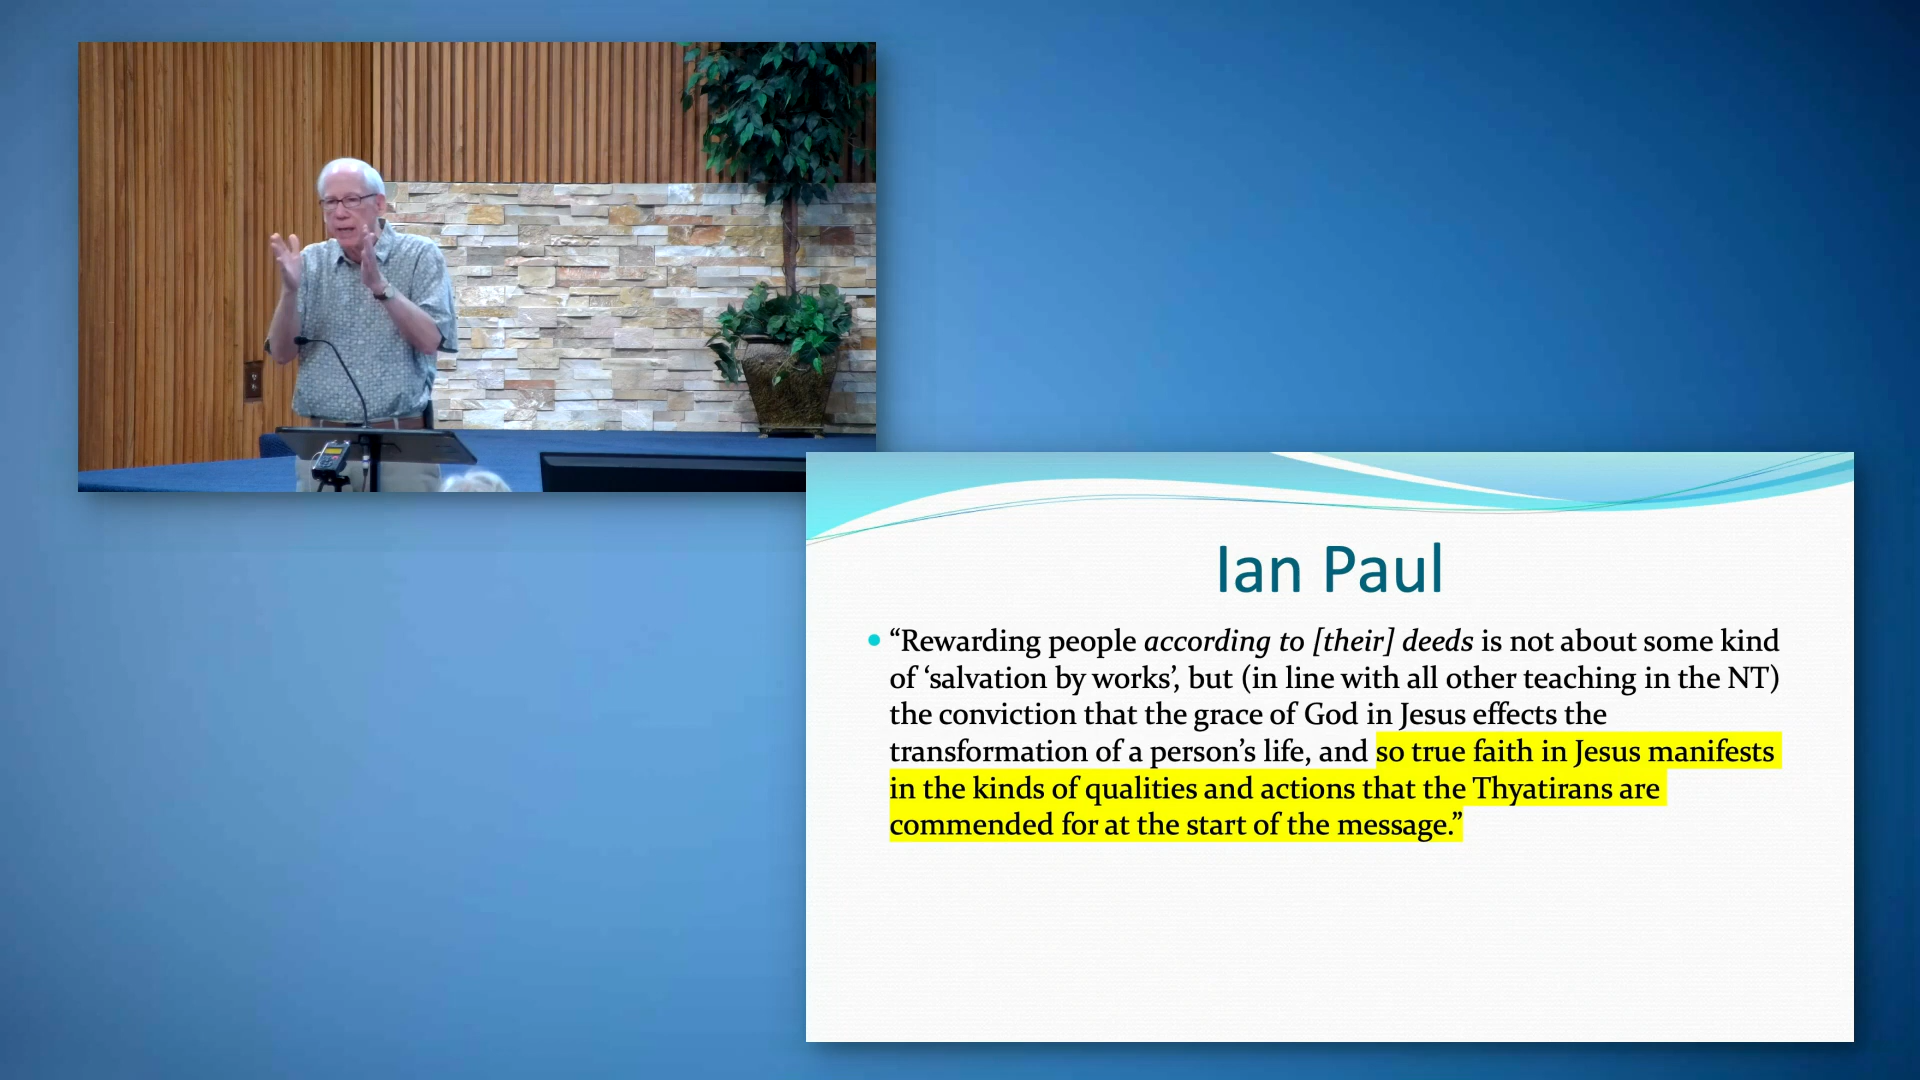 Ian Paul
• “Rewarding people according to [their] deeds is not about some kind
of ‘salvation by works’, but (in line with all other teaching in the NT)
the conviction that the grace of God in Jesus effects the
transformation of a person’s life, and so true faith in Jesus manifests
in the kinds of qualities and actions that the Thyatirans are
commended for at the start of the message.”